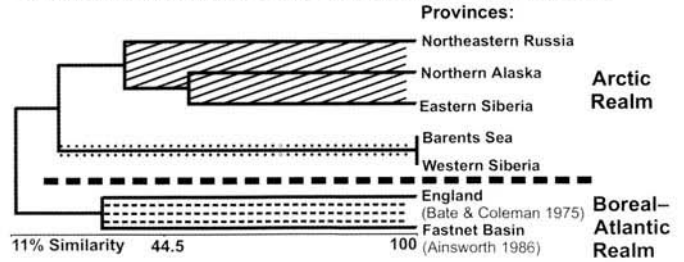 Provinces:
Northeastern Russia
Northern Alaska
Eastern Siberia
Arctic
Realm
Barents Sea
Western Siberia
England
(Bate & Coleman 1975)
Fastnet Basin
(Ainsworth 1986)
Boreal–
Atlantic
Realm
11% Similarity 44.5 100